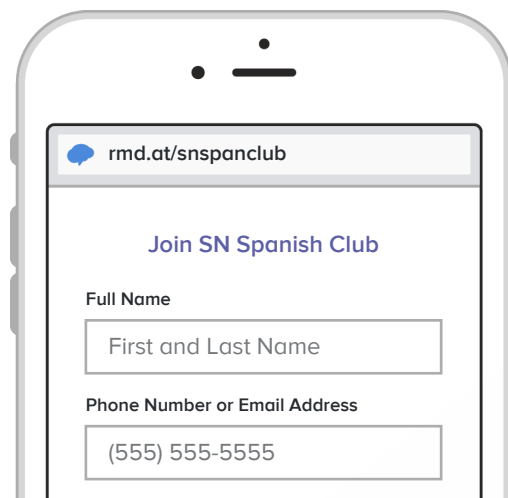 rmd.at/snspanclub
Join SN Spanish Club
Full Name
First and Last Name
Phone Number or Email Address
(555) 555-5555